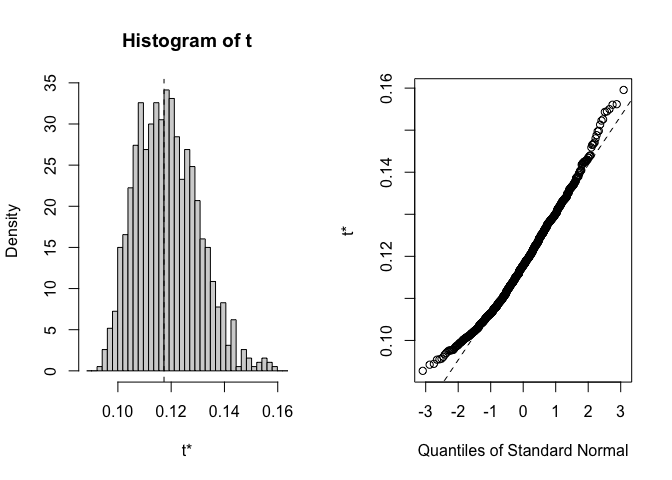 Histogram of t
Density
0
5
10
15
20
25
30
35
0.10 0.12 0.14 0.16
t*
t*
0.10
0.12
0.14
0.16
-3 -2 -1 0 1 2 3
Quantiles of Standard Normal